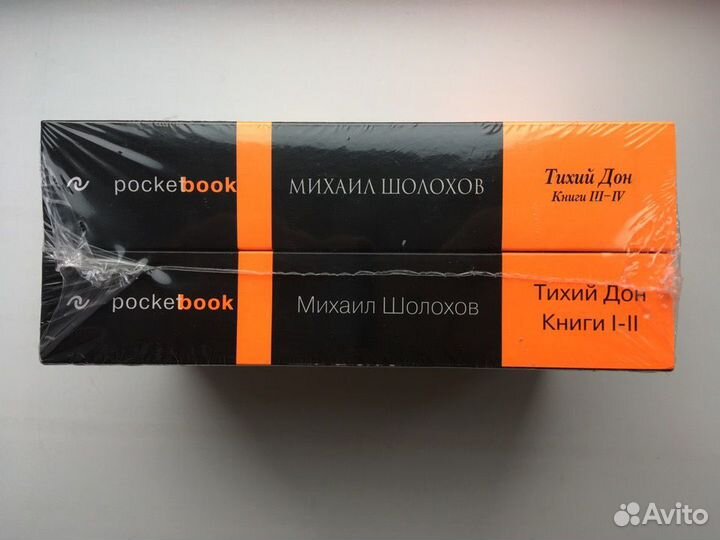 pocketbook
МИХАИЛ ШОЛОХОВ
Тихий Дон
Книги III-IV
pocketbook
Михаил Шолохов
Тихий Дон
Книги I-II
Avito